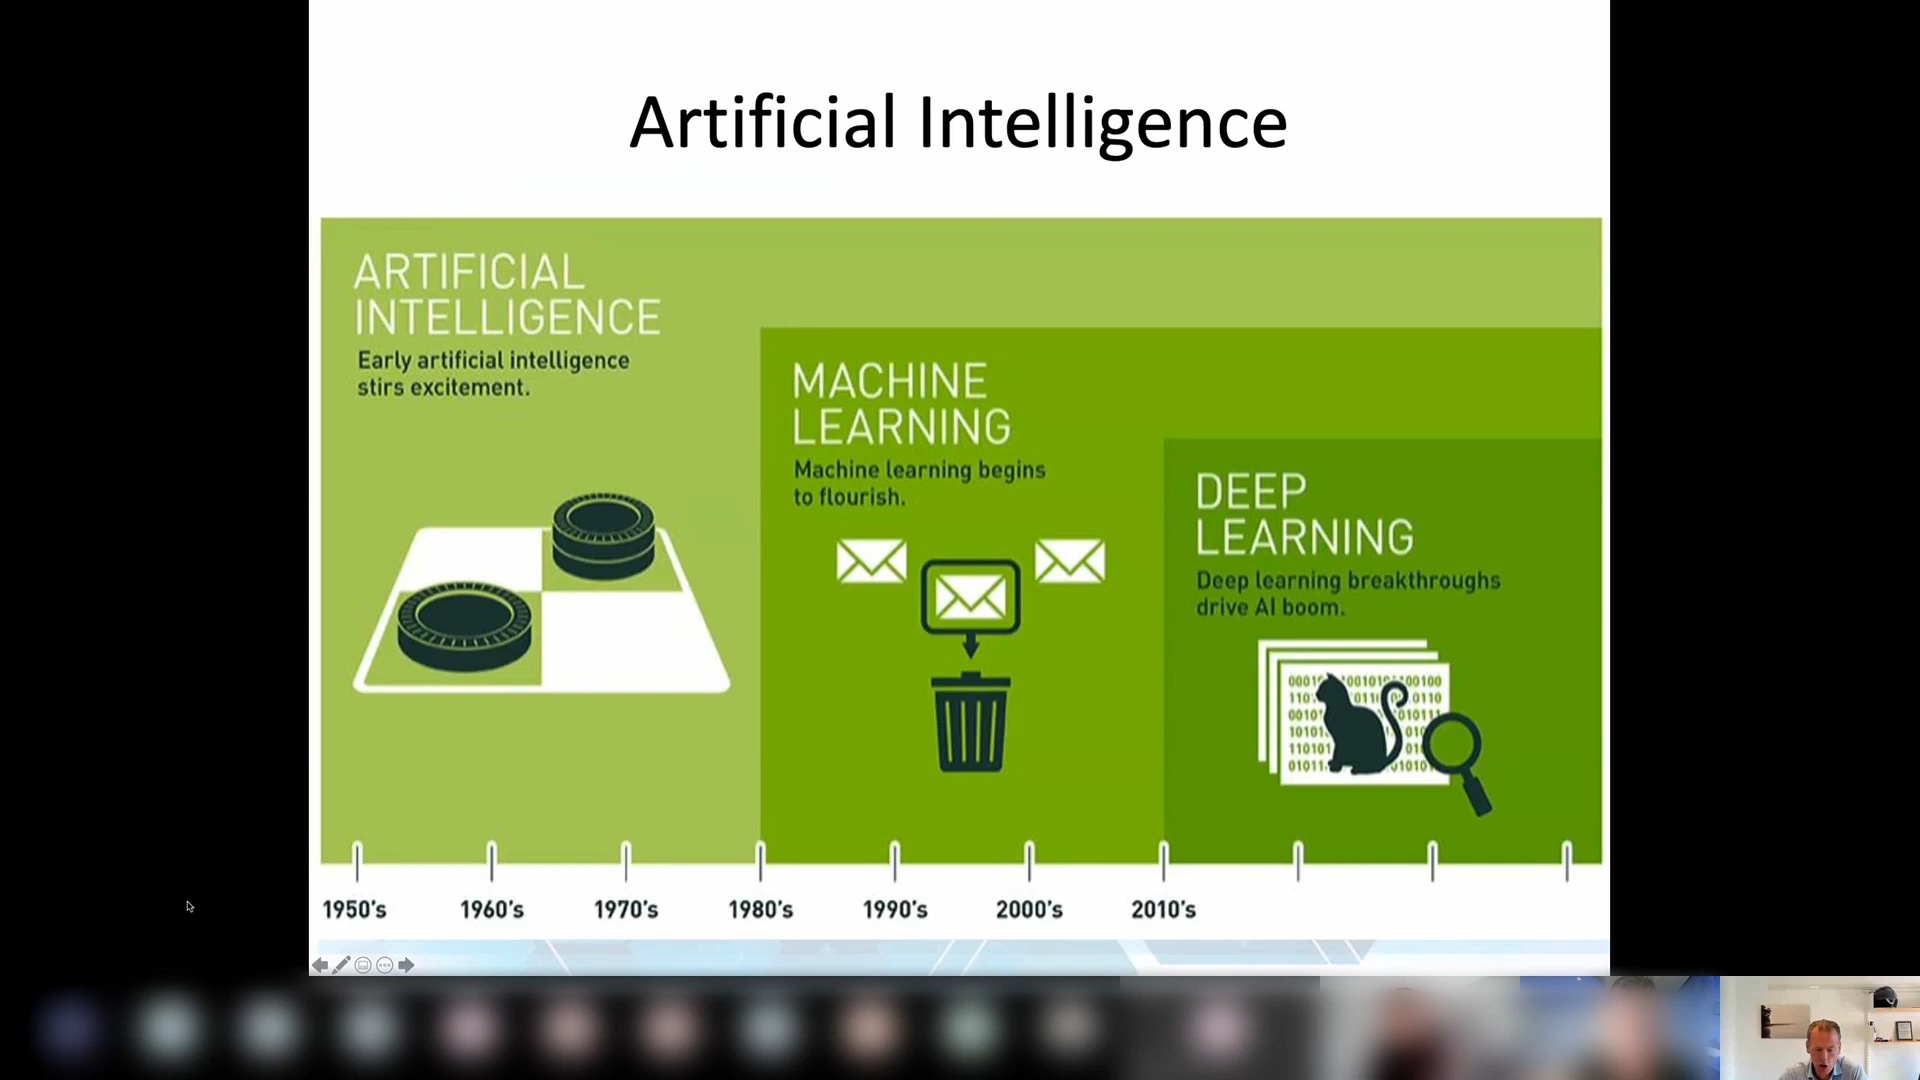 Artificial Intelligence
ARTIFICIAL
INTELLIGENCE
Early artificial intelligence
stirs excitement.
MACHINE
LEARNING
Machine learning begins
to flourish.
DEEP
LEARNING
Deep learning breakthroughs
drive AI boom.
1950's 1960's 1970's 1980's 1990's 2000's 2010's